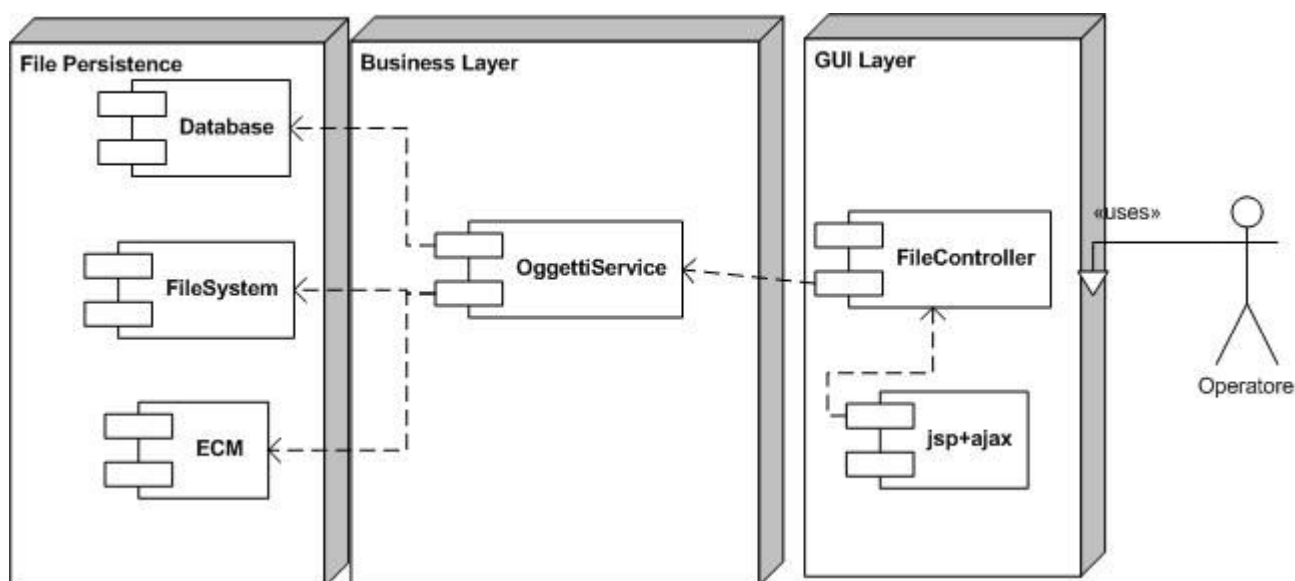 File Persistence
Database
FileSystem
ECM
Business Layer
OggettiService
GUI Layer
FileController
jsp+ajax
«uses»
Operatore